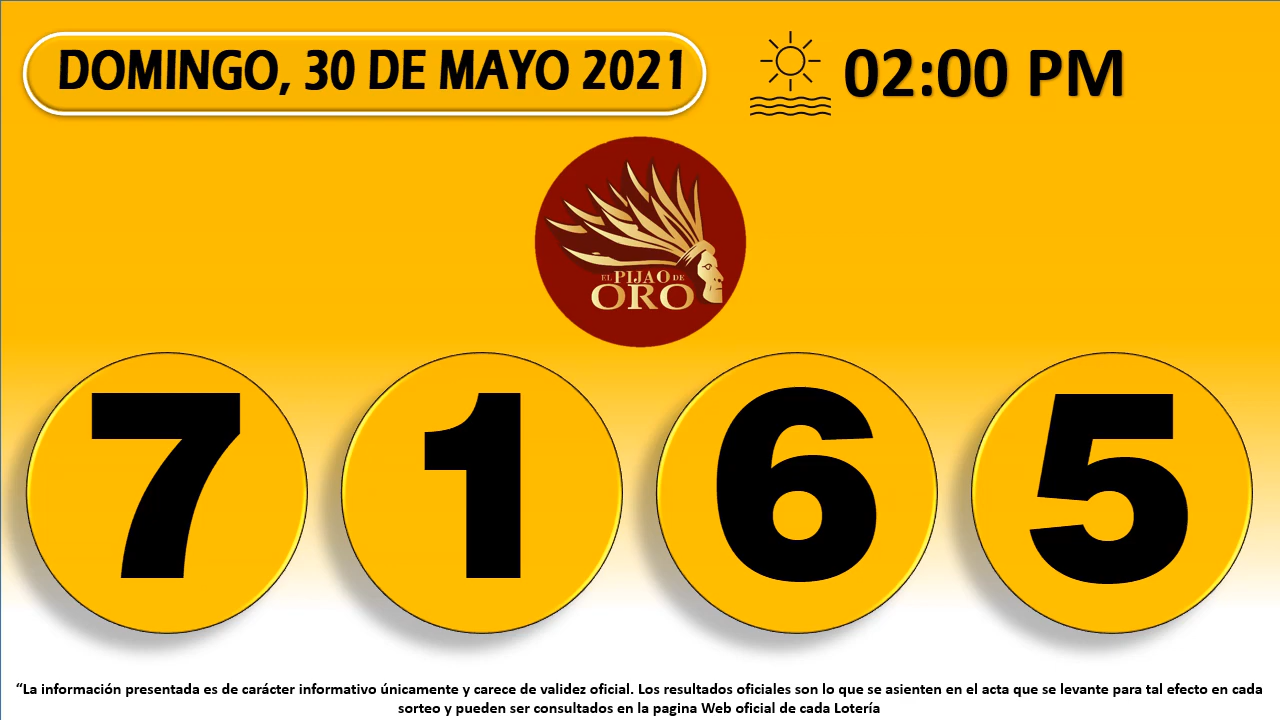 DOMINGO, 30 DE MAYO 2021
02:00 PM
EL PIJAO DE
ORO
7 1 6 5
“La información presentada es de carácter informativo únicamente y carece de validez oficial. Los resultados oficiales son lo que se asienten en el acta que se levante para tal efecto en cada
sorteo y pueden ser consultados en la pagina Web oficial de cada Lotería